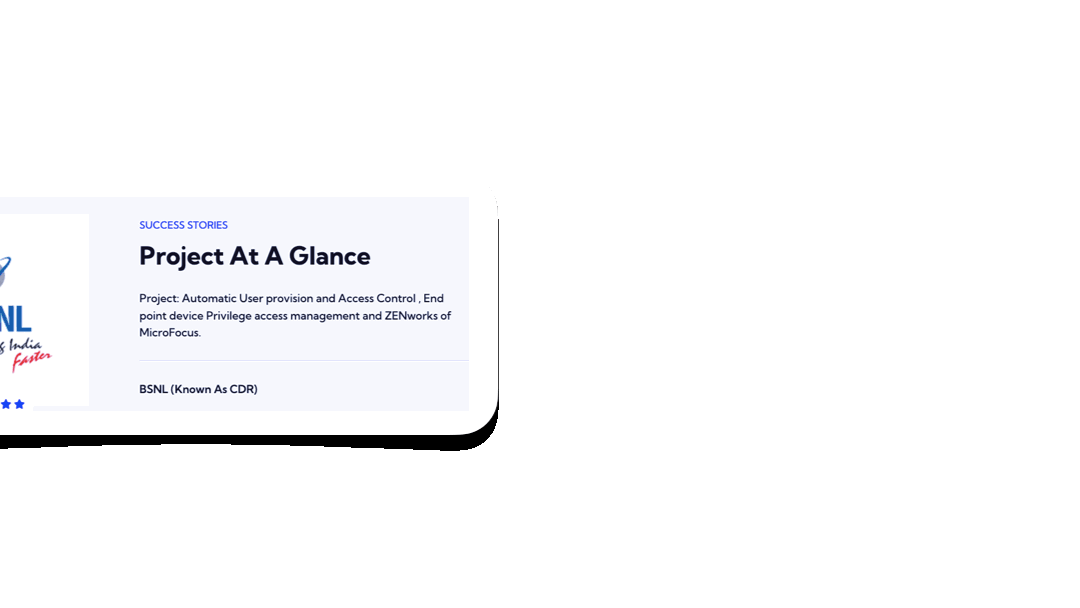 SUCCESS STORIES
Project At A Glance
Project: Automatic User provision and Access Control , End
point device Privilege access management and ZENworks of
MicroFocus.
NL
India
Faster
BSNL (Known As CDR)